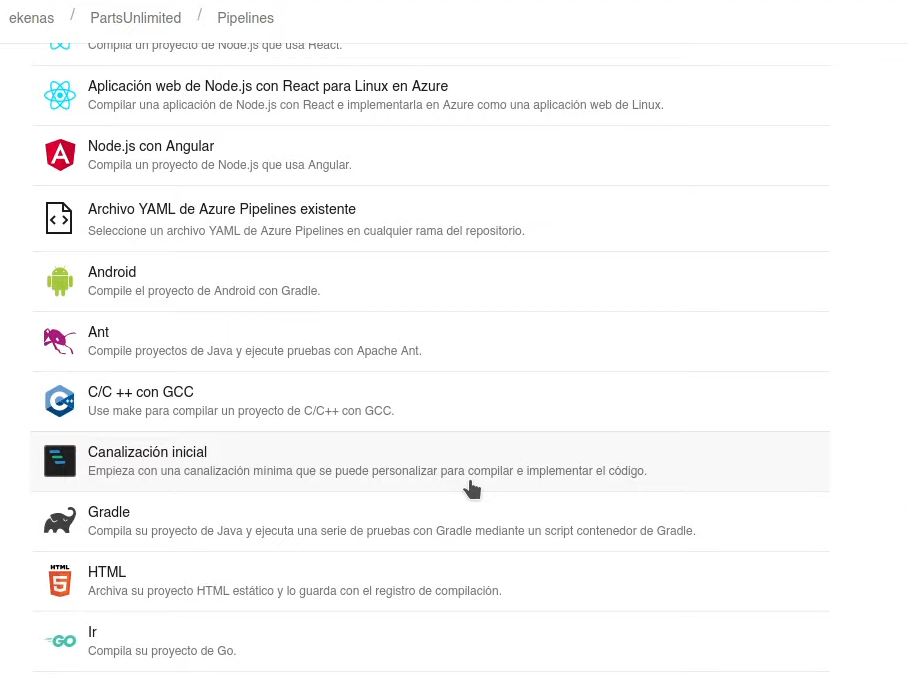 ekenas / PartsUnlimited / Pipelines
Compila un proyecto de Node.js que usa React.
Aplicación web de Node.js con React para Linux en Azure
Compilar una aplicación de Node.js con React e implementarla en Azure como una aplicación web de Linux.
Node.js con Angular
Compila un proyecto de Node.js que usa Angular.
Archivo YAML de Azure Pipelines existente
Seleccione un archivo YAML de Azure Pipelines en cualquier rama del repositorio.
Android
Compile el proyecto de Android con Gradle.
Ant
Compile proyectos de Java y ejecute pruebas con Apache Ant.
C/C ++ con GCC
Use make para compilar un proyecto de C/C++ con GCC.
Canalización inicial
Empieza con una canalización mínima que se puede personalizar para compilar e implementar el código.
Gradle
Compila su proyecto de Java y ejecuta una serie de pruebas con Gradle mediante un script contenedor de Gradle.
HTML
HTML
5
Archiva su proyecto HTML estático y lo guarda con el registro de compilación.
Ir
GO
Compila su proyecto de Go.